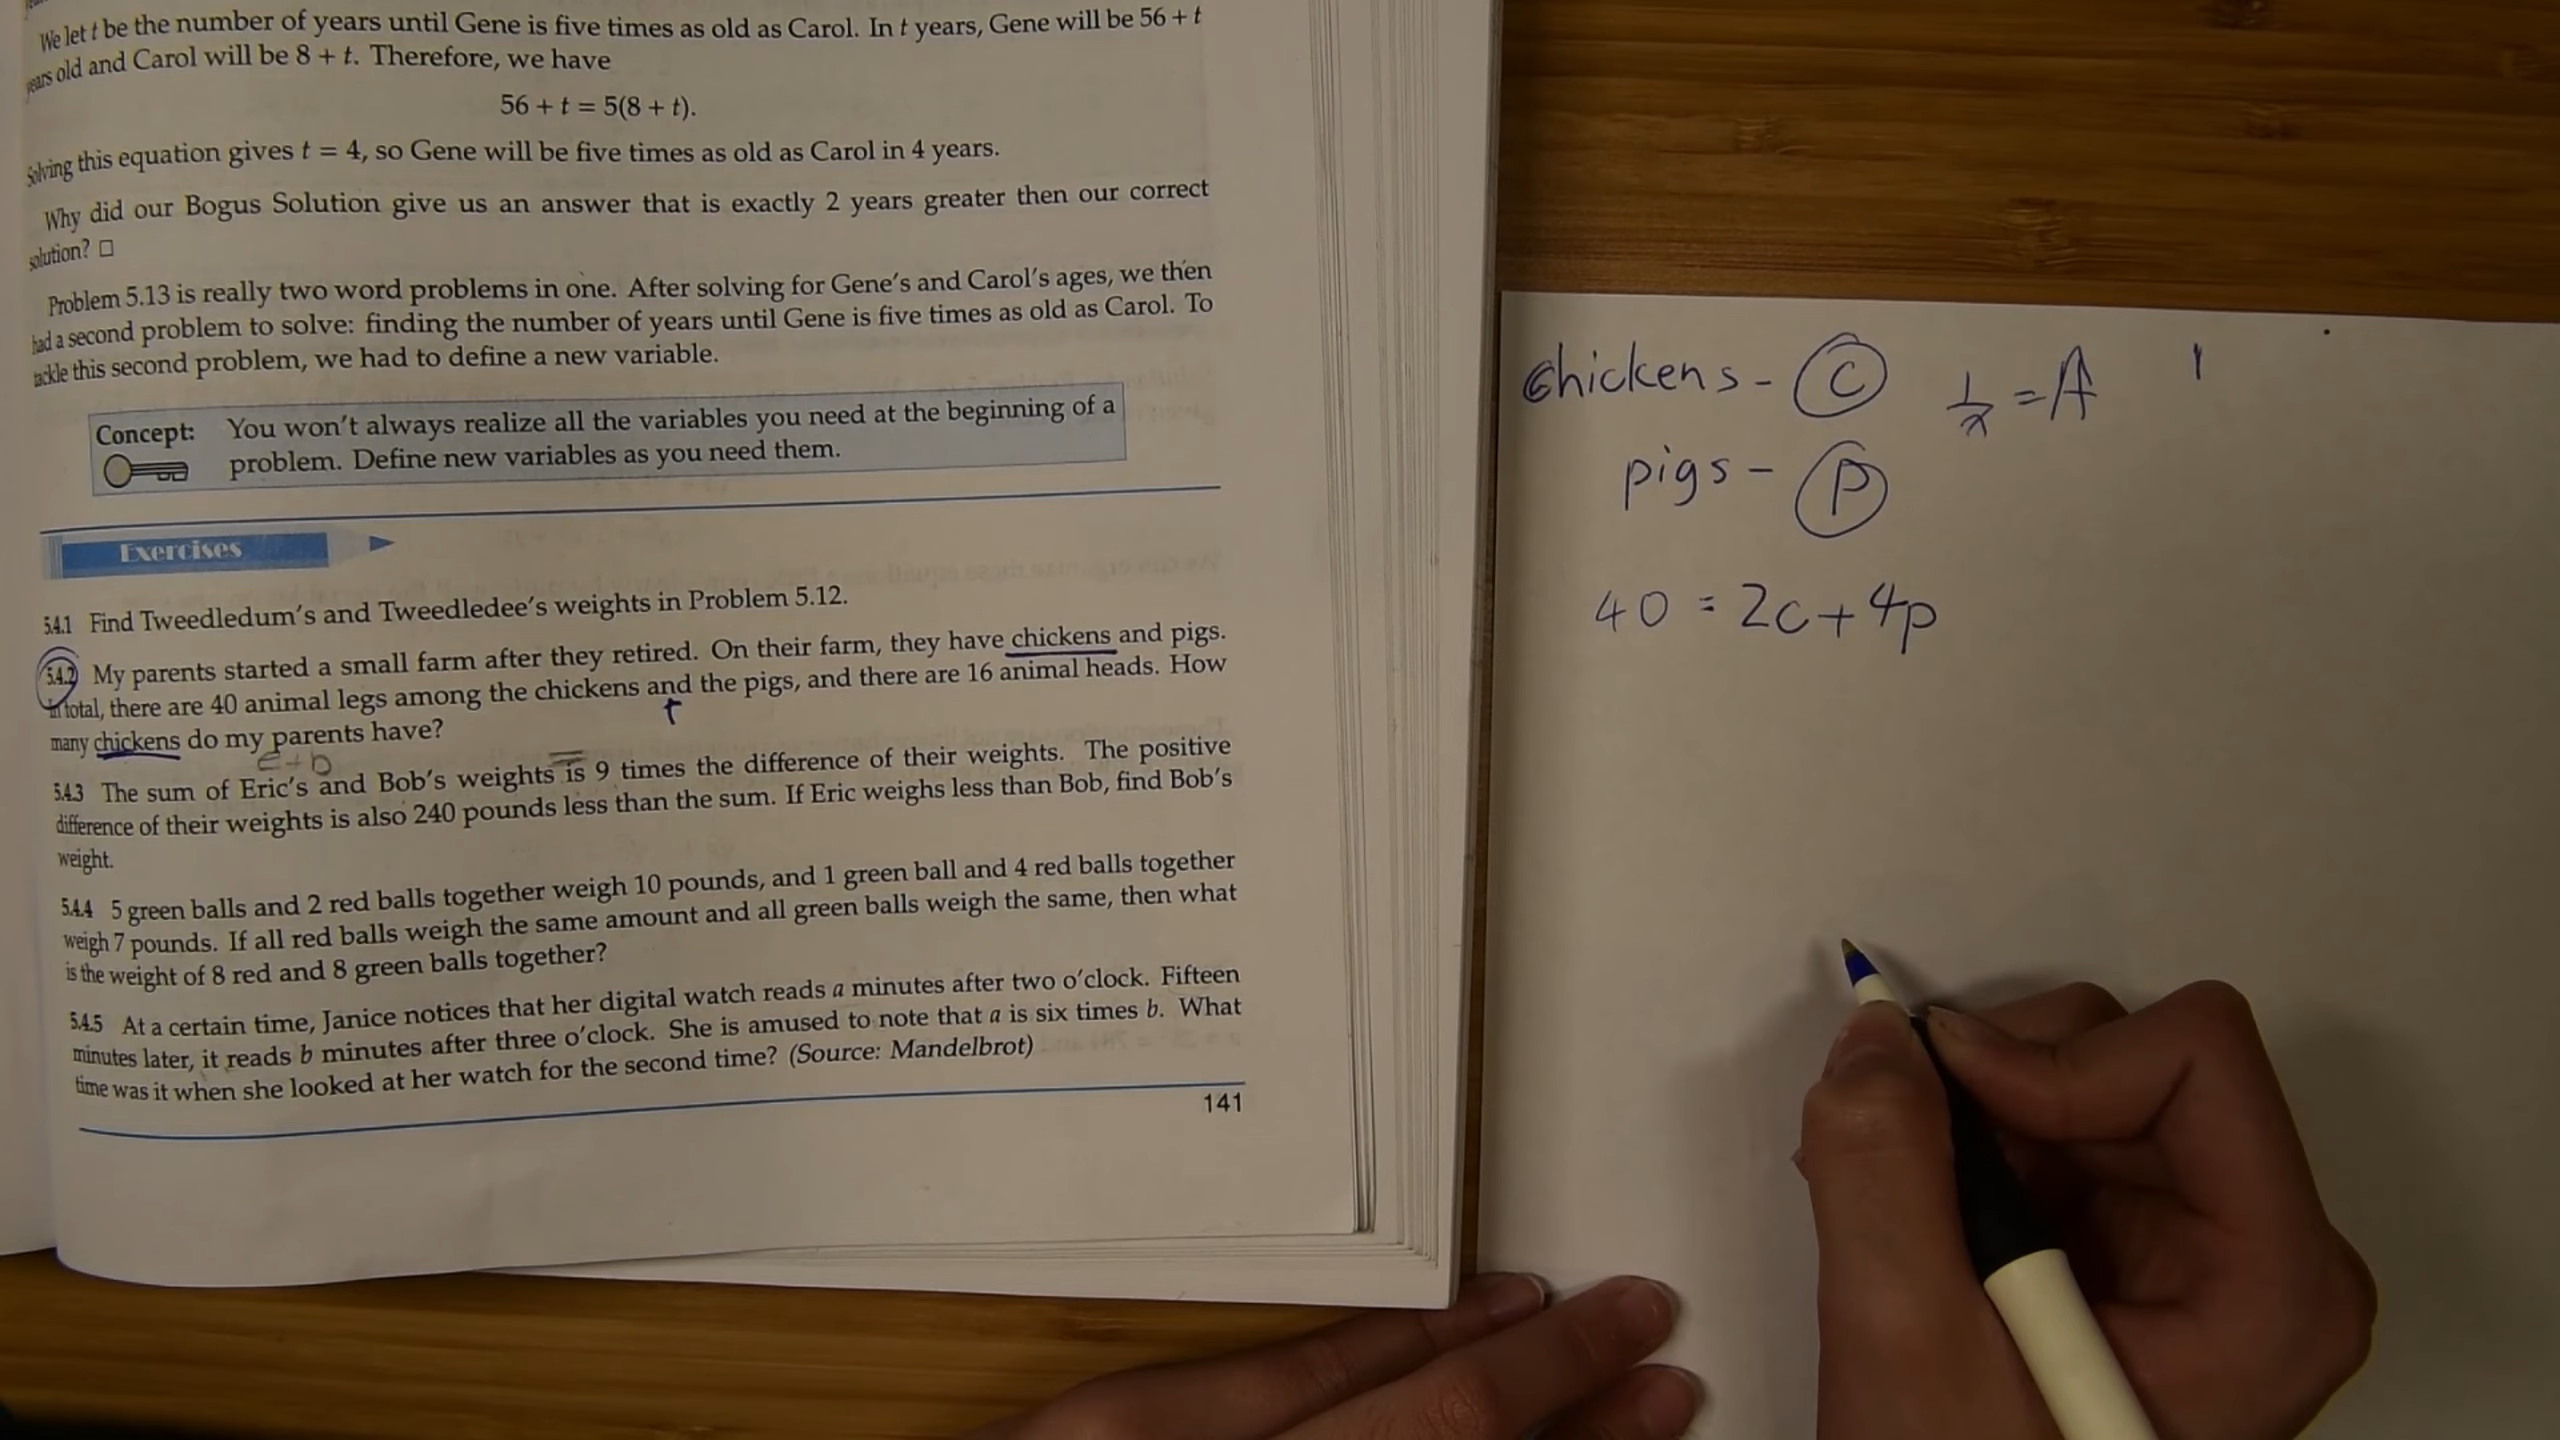 We let t be the number of years until Gene is five times as old as Carol. In t years, Gene will be 56 + t
years old and Carol will be 8 + t. Therefore, we have
56 + t = 5(8 + t).
Solving this equation gives t = 4, so Gene will be five times as old as Carol in 4 years.
Why did our Bogus Solution give us an answer that is exactly 2 years greater then our correct
solution? □
Problem 5.13 is really two word problems in one. After solving for Gene's and Carol's ages, we then
had a second problem to solve: finding the number of years until Gene is five times as old as Carol. To
tackle this second problem, we had to define a new variable.
Concept: You won't always realize all the variables you need at the beginning of a
problem. Define new variables as you need them.
Exercises
5.4.1 Find Tweedledum's and Tweedledee's weights in Problem 5.12.
5.4.2 My parents started a small farm after they retired. On their farm, they have chickens and pigs.
In total, there are 40 animal legs among the chickens and the pigs, and there are 16 animal heads. How
many chickens do my parents have?
e+b
5.4.3 The sum of Eric's and Bob's weights is 9 times the difference of their weights. The positive
difference of their weights is also 240 pounds less than the sum. If Eric weighs less than Bob, find Bob's
weight.
5.4.4 5 green balls and 2 red balls together weigh 10 pounds, and 1 green ball and 4 red balls together
weigh 7 pounds. If all red balls weigh the same amount and all green balls weigh the same, then what
is the weight of 8 red and 8 green balls together?
5.4.5 At a certain time, Janice notices that her digital watch reads a minutes after two o'clock. Fifteen
minutes later, it reads b minutes after three o'clock. She is amused to note that a is six times b. What
time was it when she looked at her watch for the second time? (Source: Mandelbrot)
141
chickens - c 1/x = A
pigs - p
40 = 2c + 4p